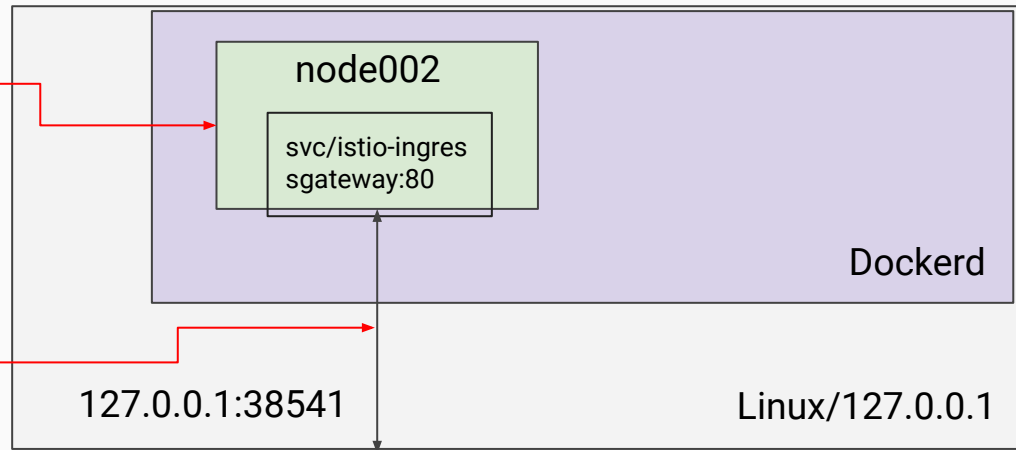 node002
svc/istio-ingres
sgateway:80
Dockerd
127.0.0.1:38541
Linux/127.0.0.1